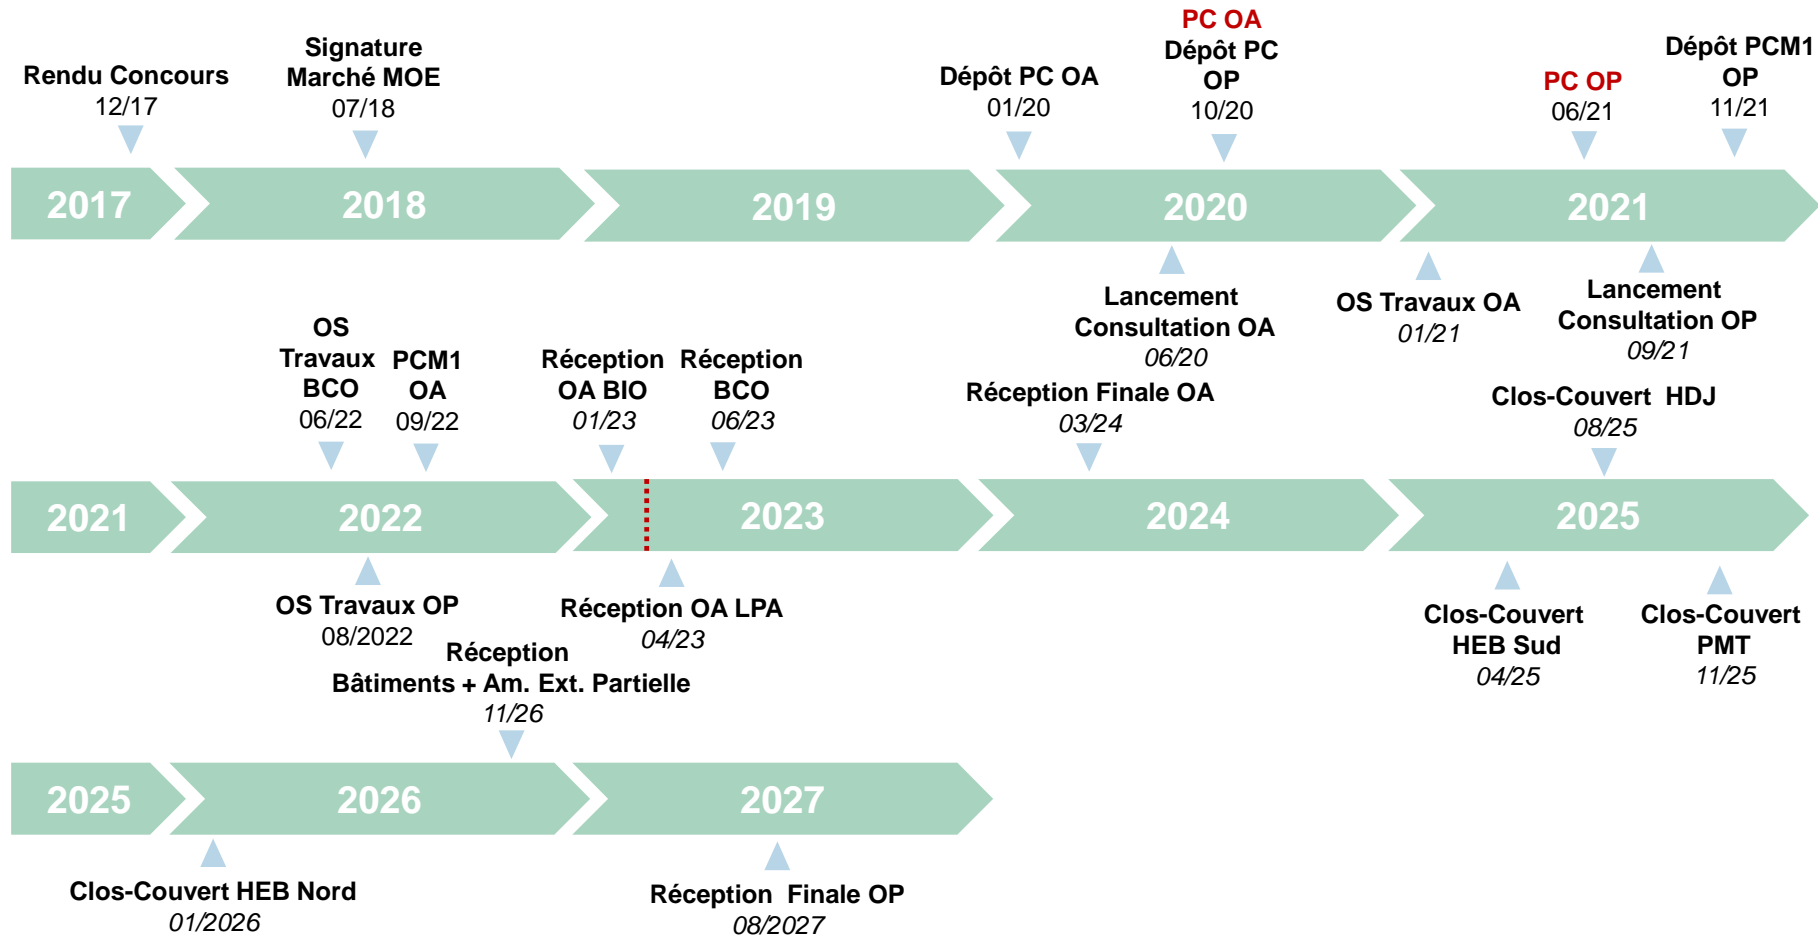 Rendu Concours
12/17
Signature
Marché MOE
07/18
Dépôt PC OA
01/20
PC OA
Dépôt PC
OP
10/20
PC OP
06/21
Dépôt PCM1
OP
11/21
2017
2018
2019
2020
2021
Lancement
Consultation OA
06/20
OS Travaux OA
01/21
Lancement
Consultation OP
09/21
OS
Travaux
BCO
06/22
PCM1
OA
09/22
Réception
OA BIO
01/23
Réception
BCO
06/23
Réception Finale OA
03/24
Clos-Couvert HDJ
08/25
2021
2022
2023
2024
2025
OS Travaux OP
08/2022
Réception OA LPA
04/23
Clos-Couvert
HEB Sud
04/25
Clos-Couvert
PMT
11/25
Réception
Bâtiments + Am. Ext. Partielle
11/26
2025
2026
2027
Clos-Couvert HEB Nord
01/2026
Réception Finale OP
08/2027